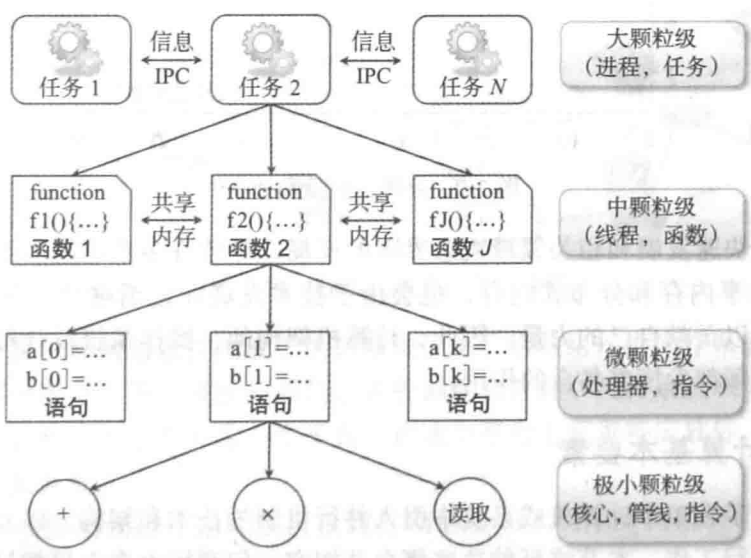 信息
信息
IPC
IPC
任务 1
任务 2
任务 N
大颗粒级
(进程，任务)
function
f1(){...}
函数 1
共享
内存
function
f2(){...}
函数 2
共享
内存
function
fJ(){...}
函数 J
中颗粒级
(线程，函数)
a[0]=...
b[0]=...
语句
a[1]=...
b[1]=...
语句
a[k]=...
b[k]=...
语句
微颗粒级
(处理器，指令)
+
×
读取
极小颗粒级
(核心，管线，指令)